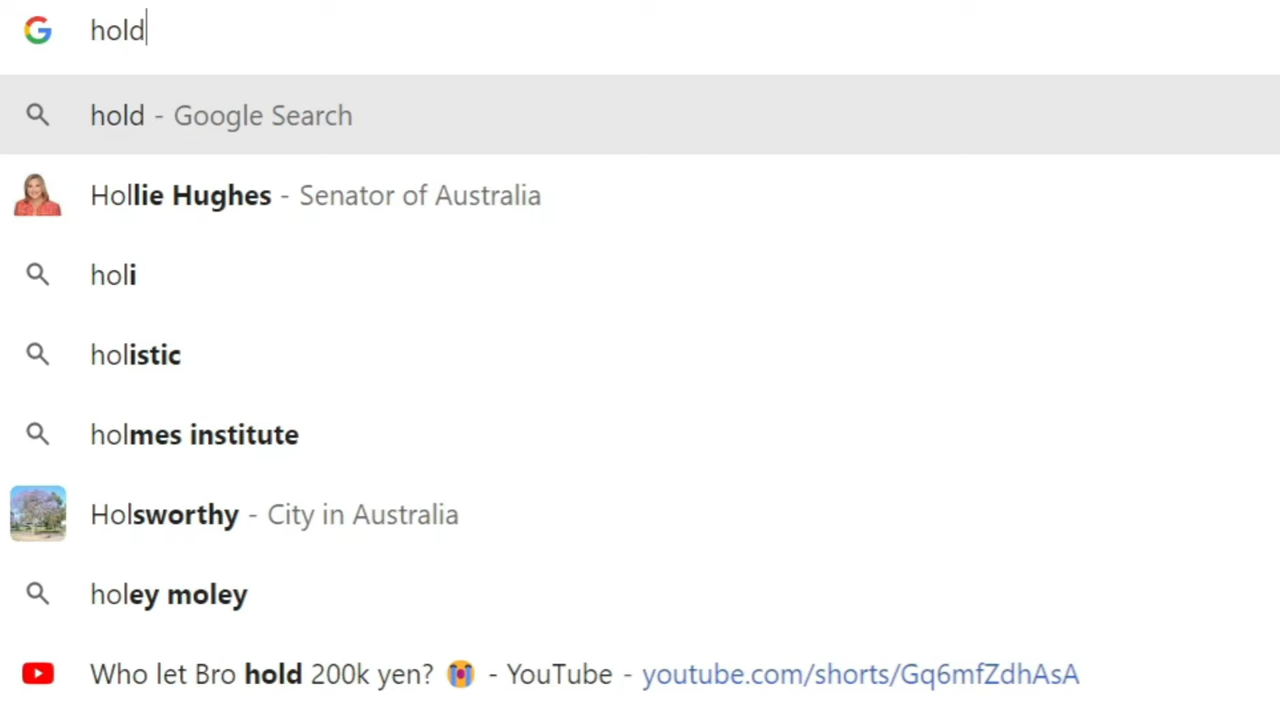 hold
hold - Google Search
Hollie Hughes - Senator of Australia
holi
holistic
holmes institute
Holsworthy - City in Australia
holey moley
Who let Bro hold 200k yen? 😭 - YouTube - youtube.com/shorts/Gq6mfZdhAsA